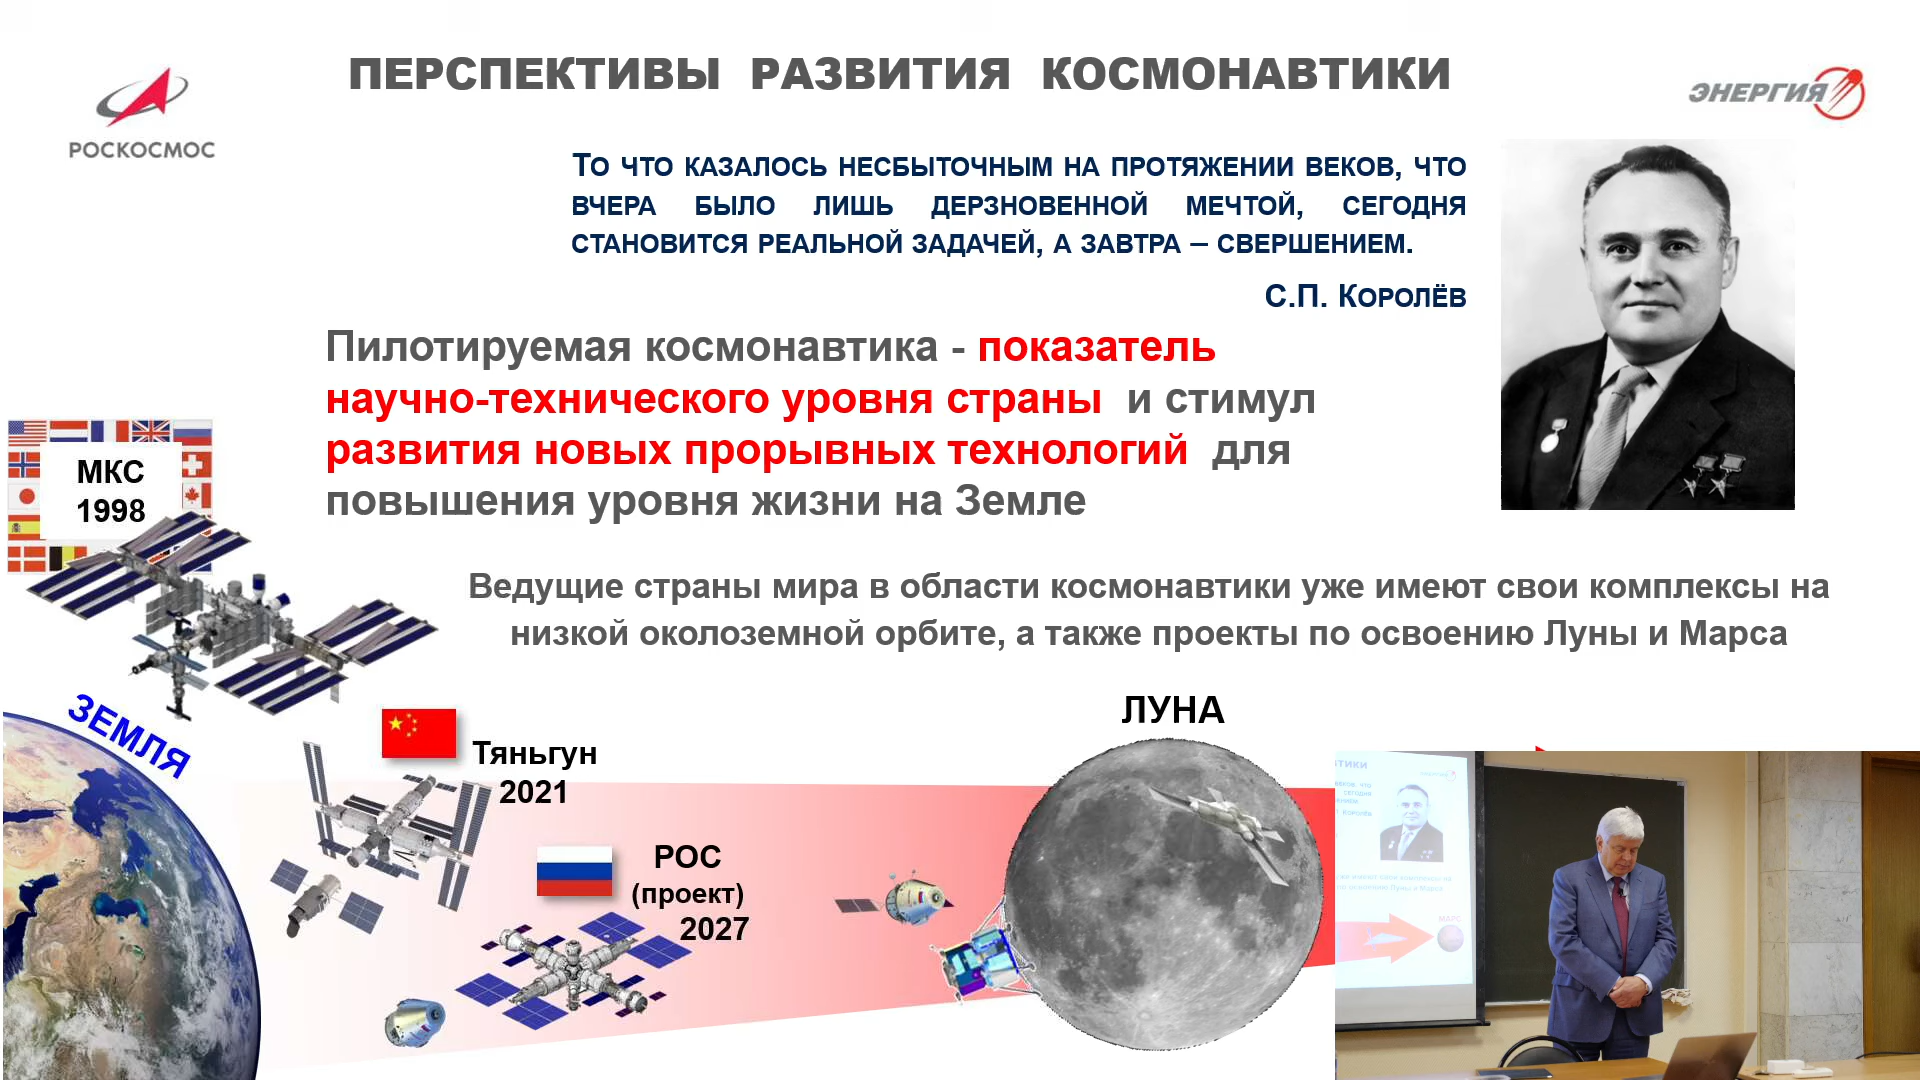 ПЕРСПЕКТИВЫ РАЗВИТИЯ КОСМОНАВТИКИ
РОСКОСМОС
ЭНЕРГИЯ
ТО ЧТО КАЗАЛОСЬ НЕСБЫТОЧНЫМ НА ПРОТЯЖЕНИИ ВЕКОВ, ЧТО
ВЧЕРА БЫЛО ЛИШЬ ДЕРЗНОВЕННОЙ МЕЧТОЙ, СЕГОДНЯ
СТАНОВИТСЯ РЕАЛЬНОЙ ЗАДАЧЕЙ, А ЗАВТРА – СВЕРШЕНИЕМ.
С.П. КОРОЛЁВ
Пилотируемая космонавтика - показатель
научно-технического уровня страны и стимул
развития новых прорывных технологий для
повышения уровня жизни на Земле
МКС
1998
Ведущие страны мира в области космонавтики уже имеют свои комплексы на
низкой околоземной орбите, а также проекты по освоению Луны и Марса
ЗЕМЛЯ
Тяньгун
2021
РОС
(проект)
2027
ЛУНА
МАРС